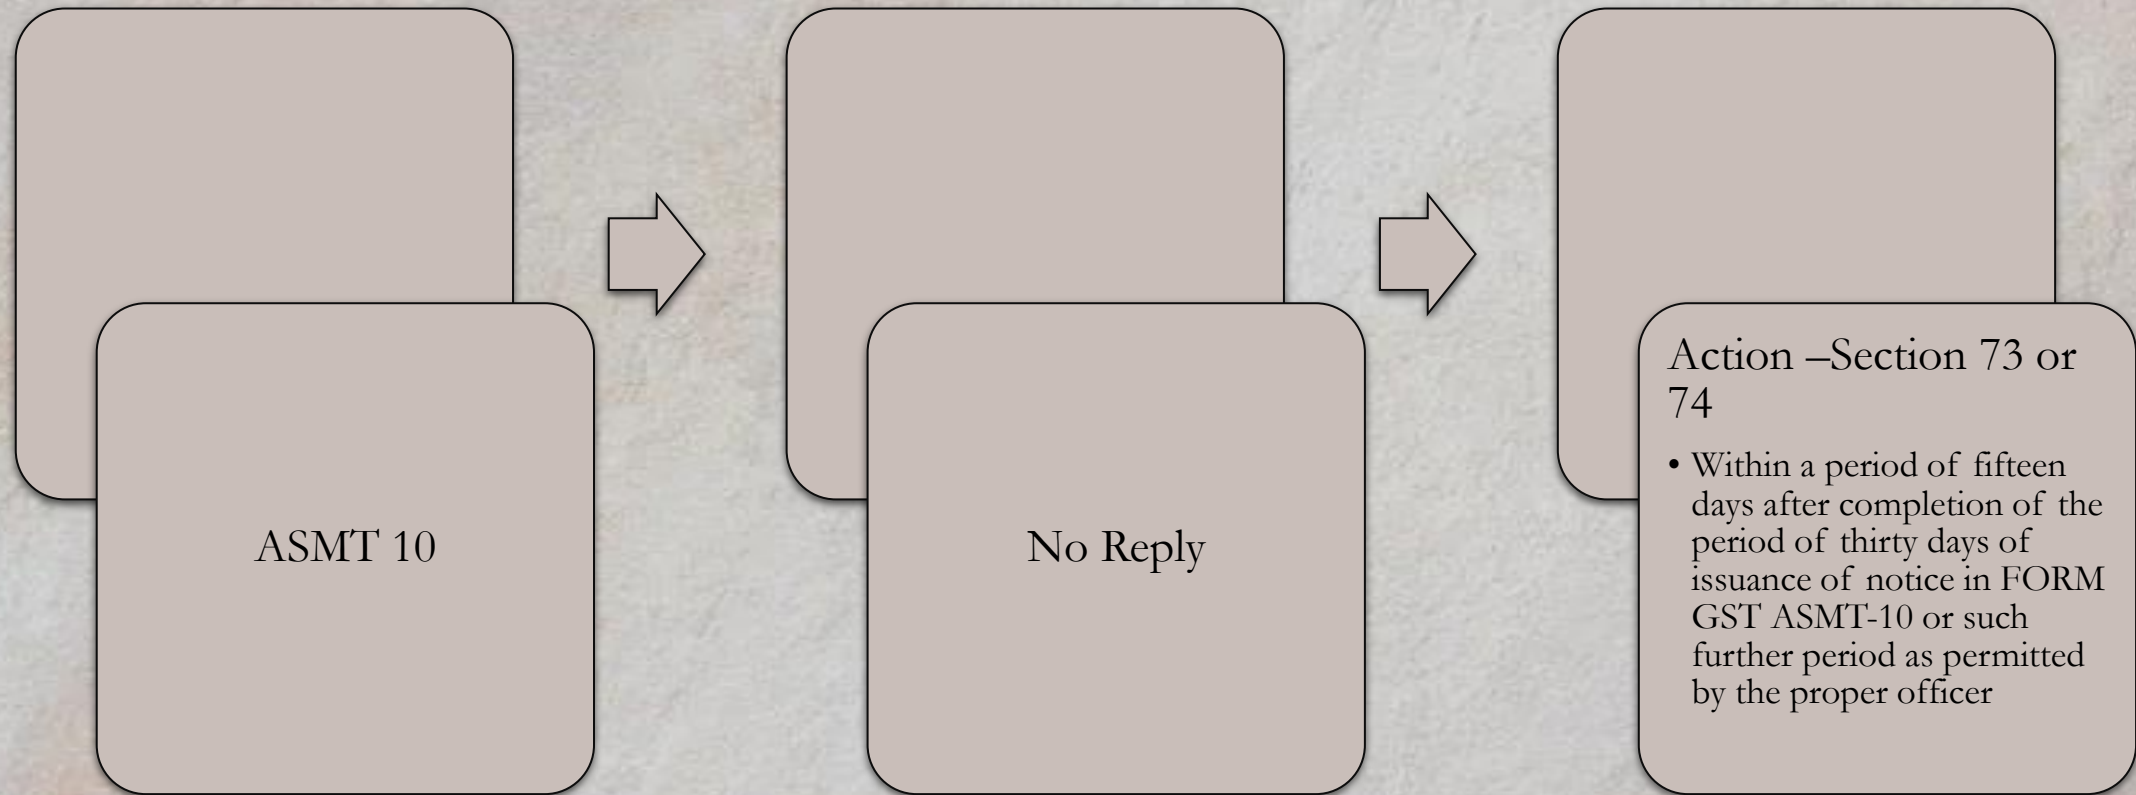 ASMT 10
No Reply
Action –Section 73 or
74
• Within a period of fifteen
days after completion of the
period of thirty days of
issuance of notice in FORM
GST ASMT-10 or such
further period as permitted
by the proper officer